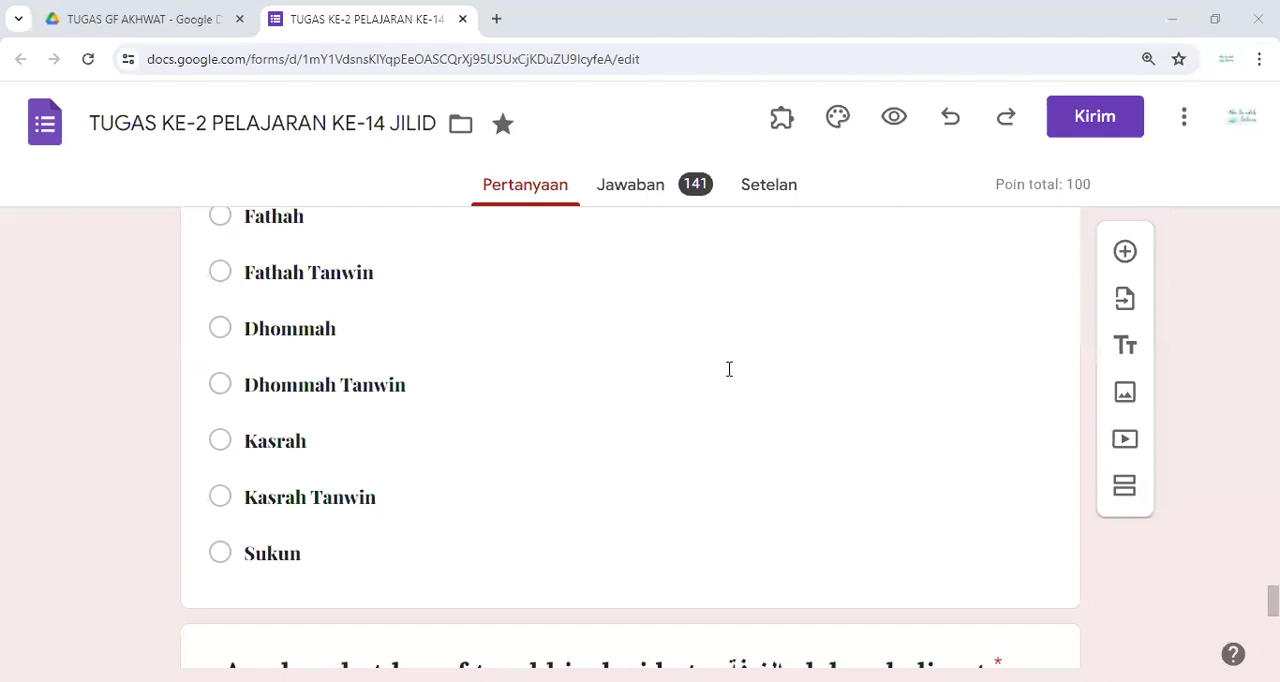 TUGAS GF AKHWAT - Google D
TUGAS KE-2 PELAJARAN KE-14
docs.google.com/forms/d/1mY1VdsnsKlYqpEeOASCQrXj95USUxCjKDuZU9IcyfeA/edit
TUGAS KE-2 PELAJARAN KE-14 JILID
Kirim
Pertanyaan
Jawaban 141
Setelan
Poin total: 100
Fathah
Fathah Tanwin
Dhommah
Dhommah Tanwin
Kasrah
Kasrah Tanwin
Sukun